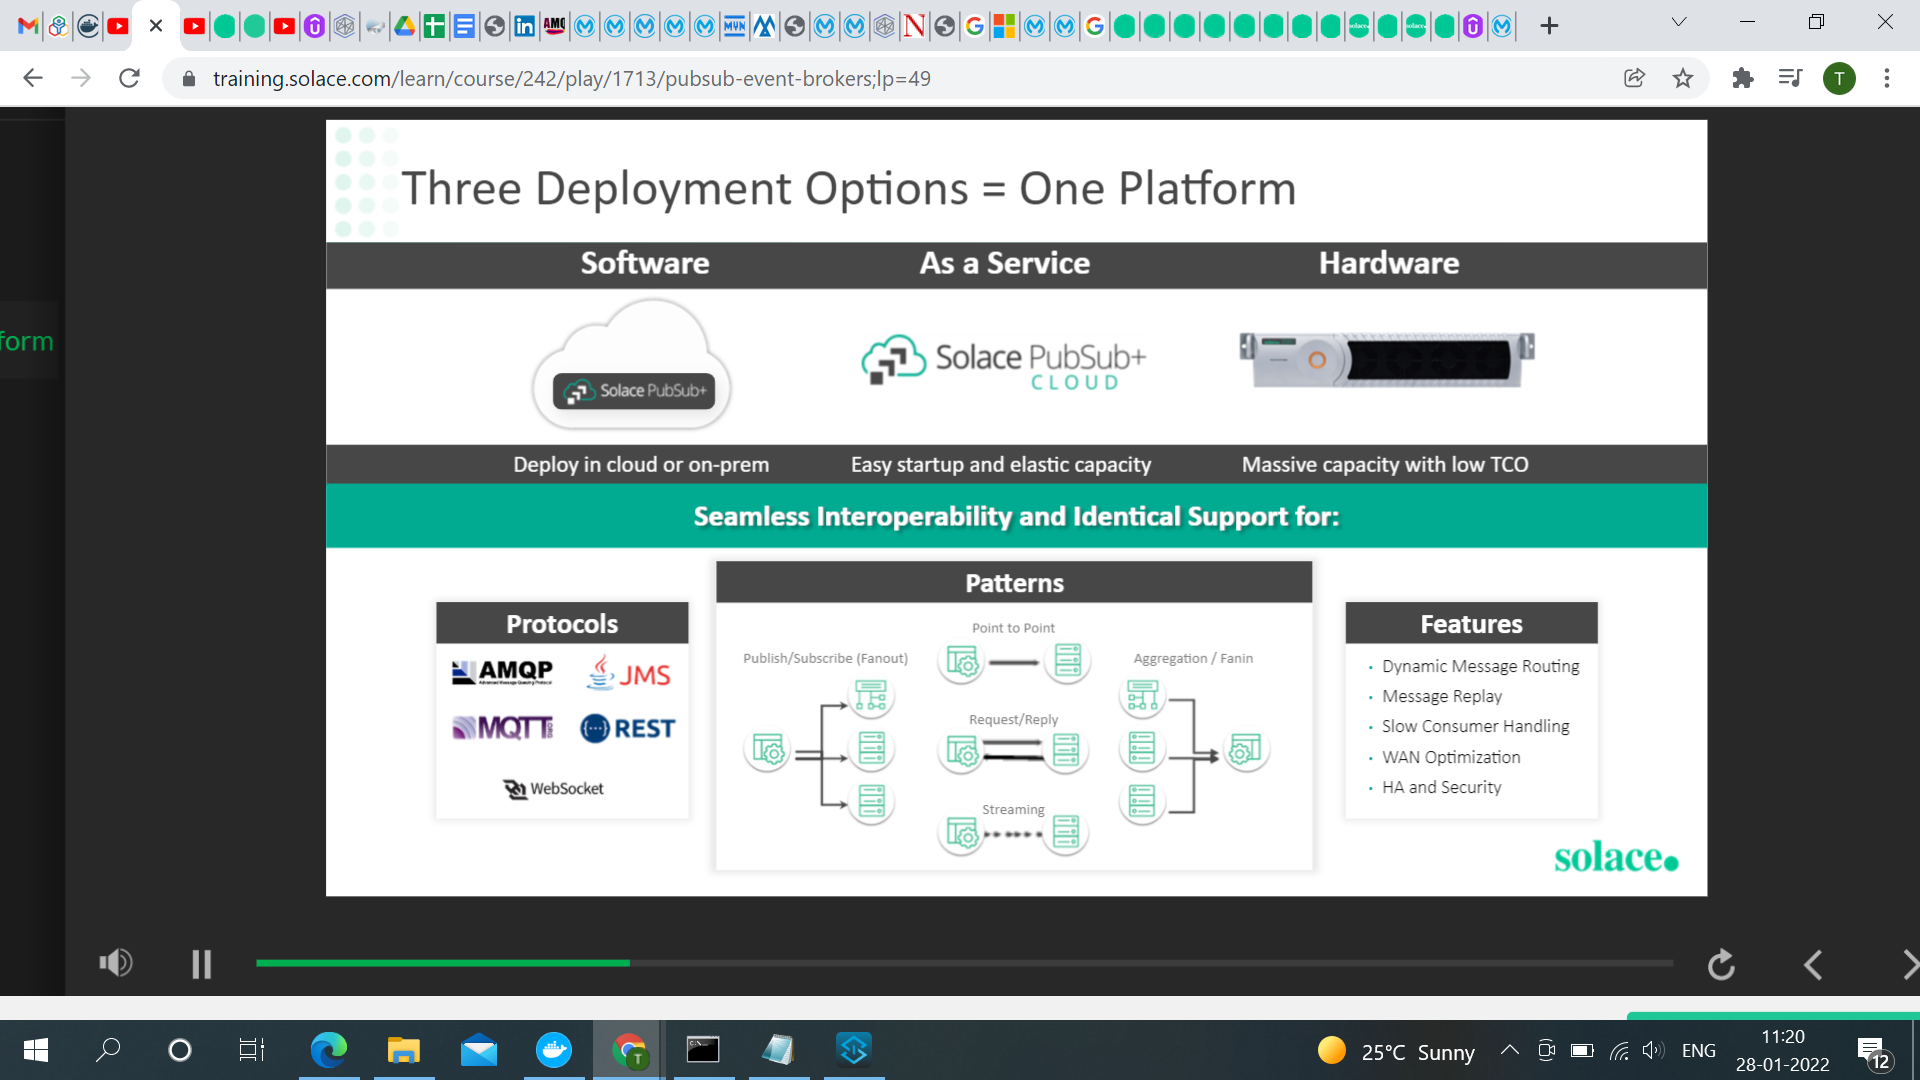 training.solace.com/learn/course/242/play/1713/pubsub-event-brokers;lp=49
T
form
Three Deployment Options = One Platform
Software
As a Service
Hardware
Solace PubSub+
Solace PubSub+
CLOUD
Deploy in cloud or on-prem
Easy startup and elastic capacity
Massive capacity with low TCO
Seamless Interoperability and Identical Support for:
Protocols
AMQP
Advanced Message Queuing Protocol
JMS
MQTT
REST
WebSocket
Patterns
Point to Point
Publish/Subscribe (Fanout)
Aggregation / Fanin
Request/Reply
Streaming
Features
• Dynamic Message Routing
• Message Replay
• Slow Consumer Handling
• WAN Optimization
• HA and Security
solace.
25°C Sunny
ENG
11:20
28-01-2022
12